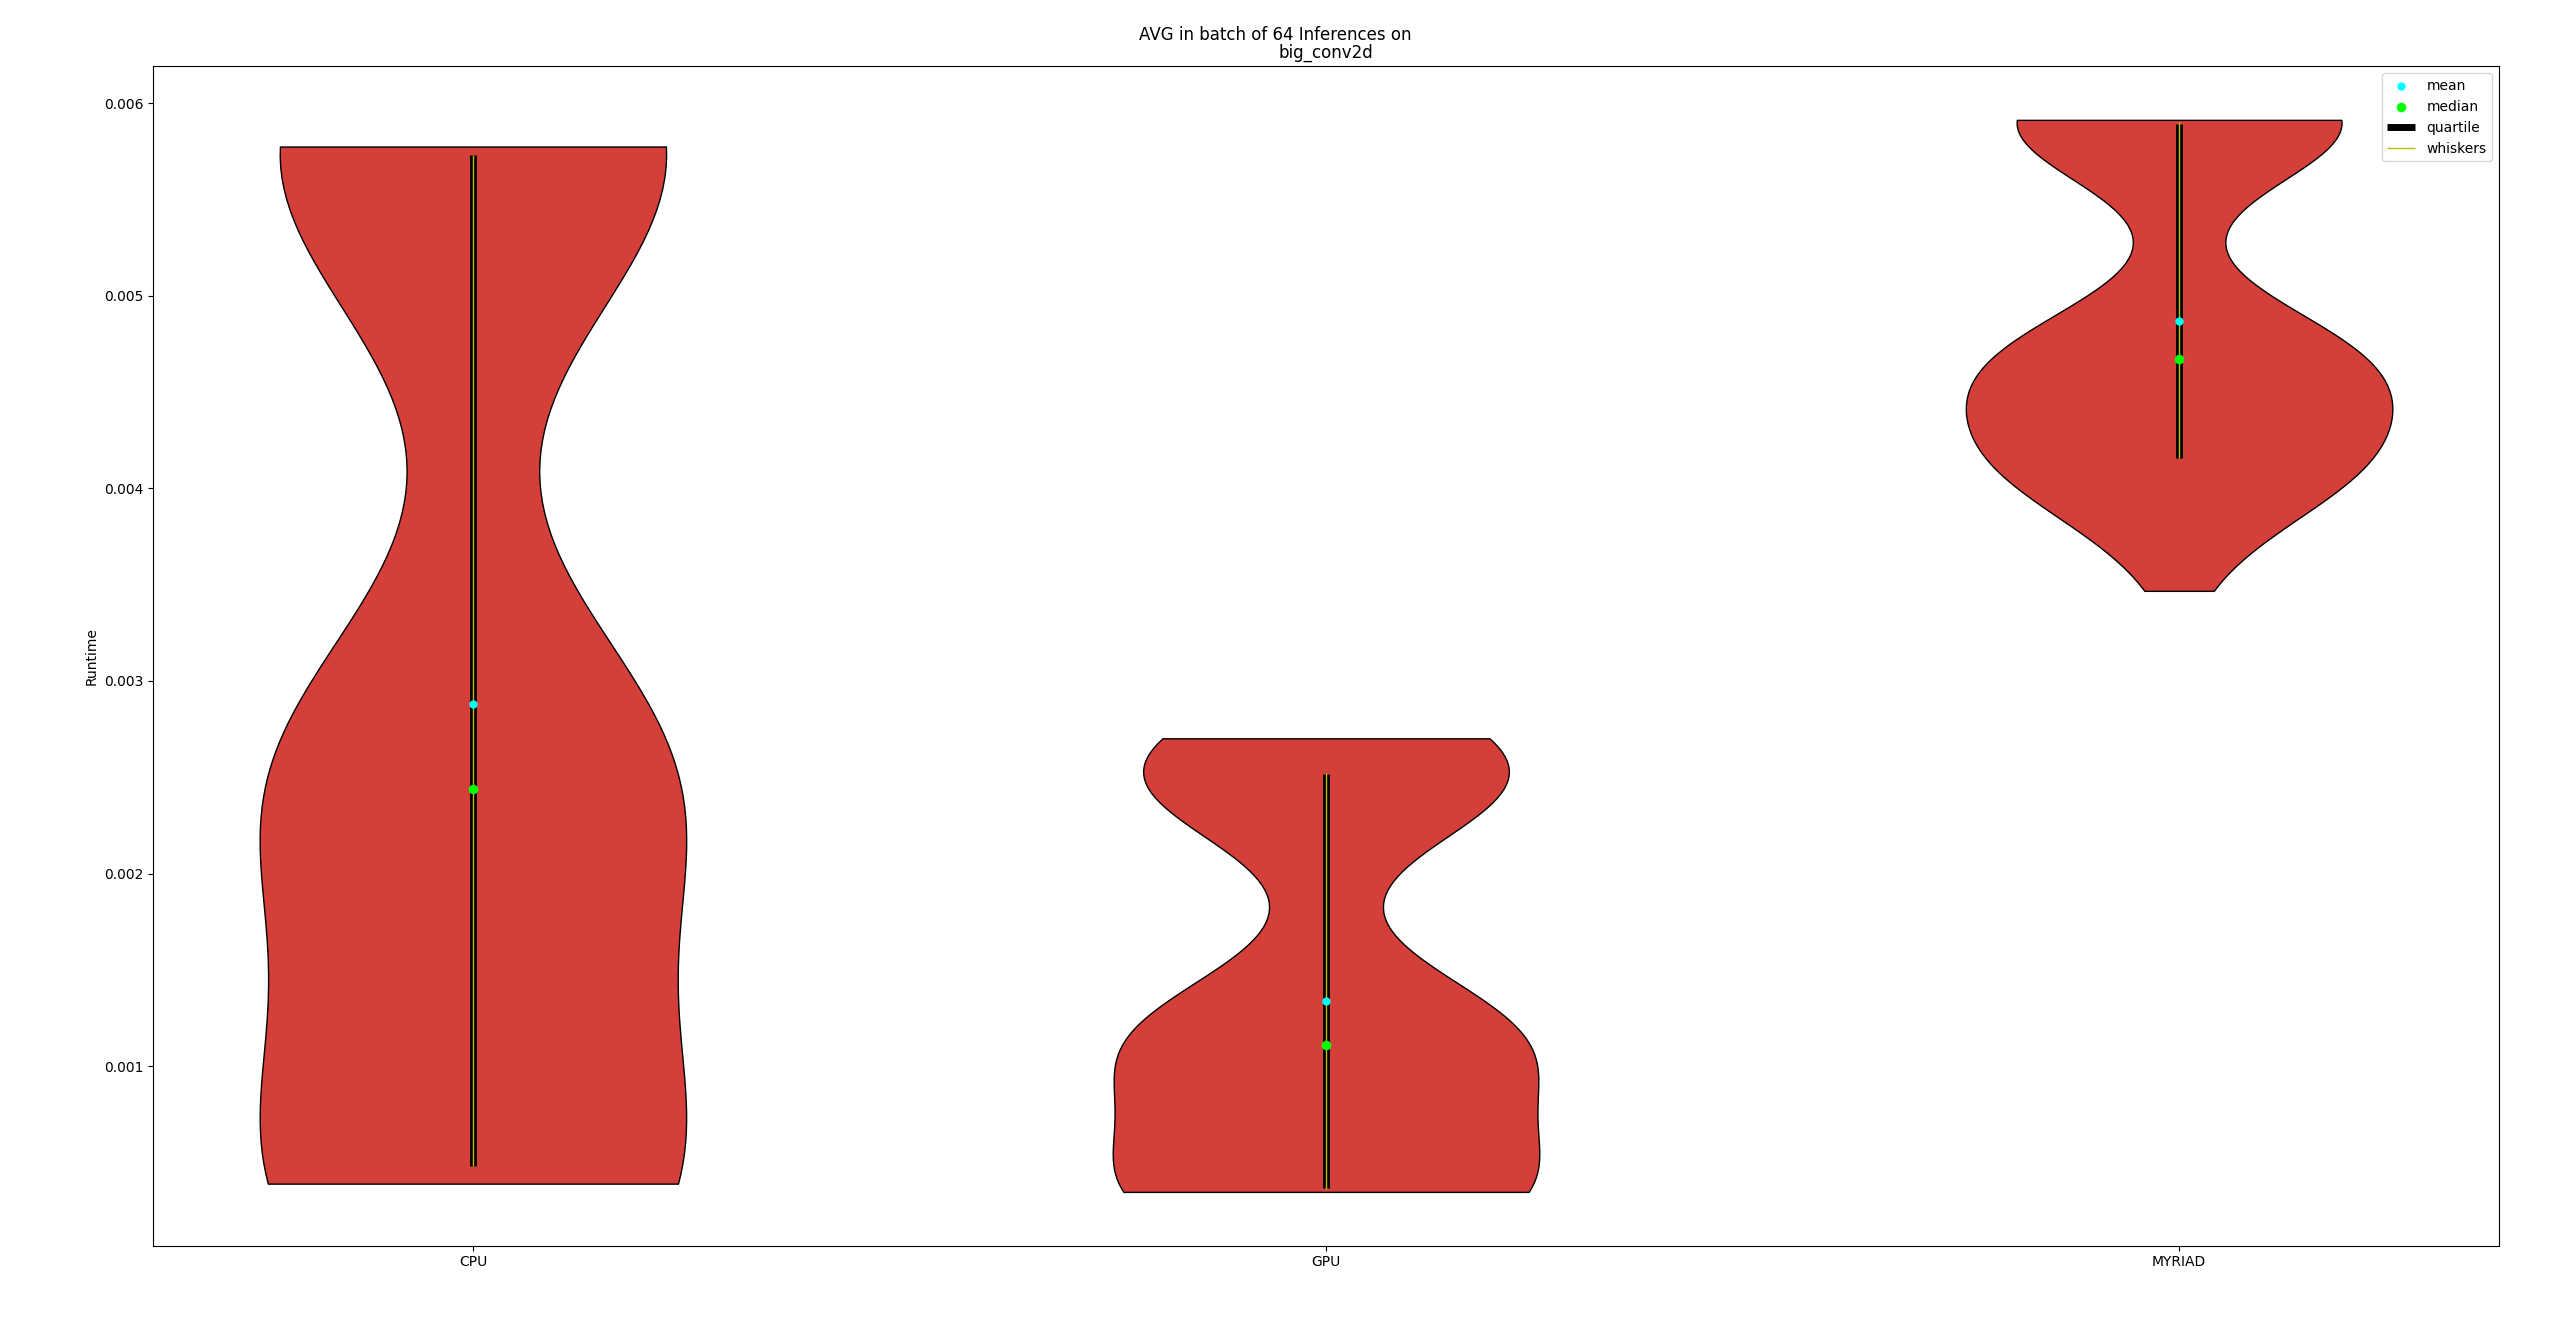 AVG in batch of 64 Inferences on
big_conv2d
mean
median
quartile
whiskers
0.006
0.005
0.004
0.003
0.002
0.001
Runtime
CPU
GPU
MYRIAD